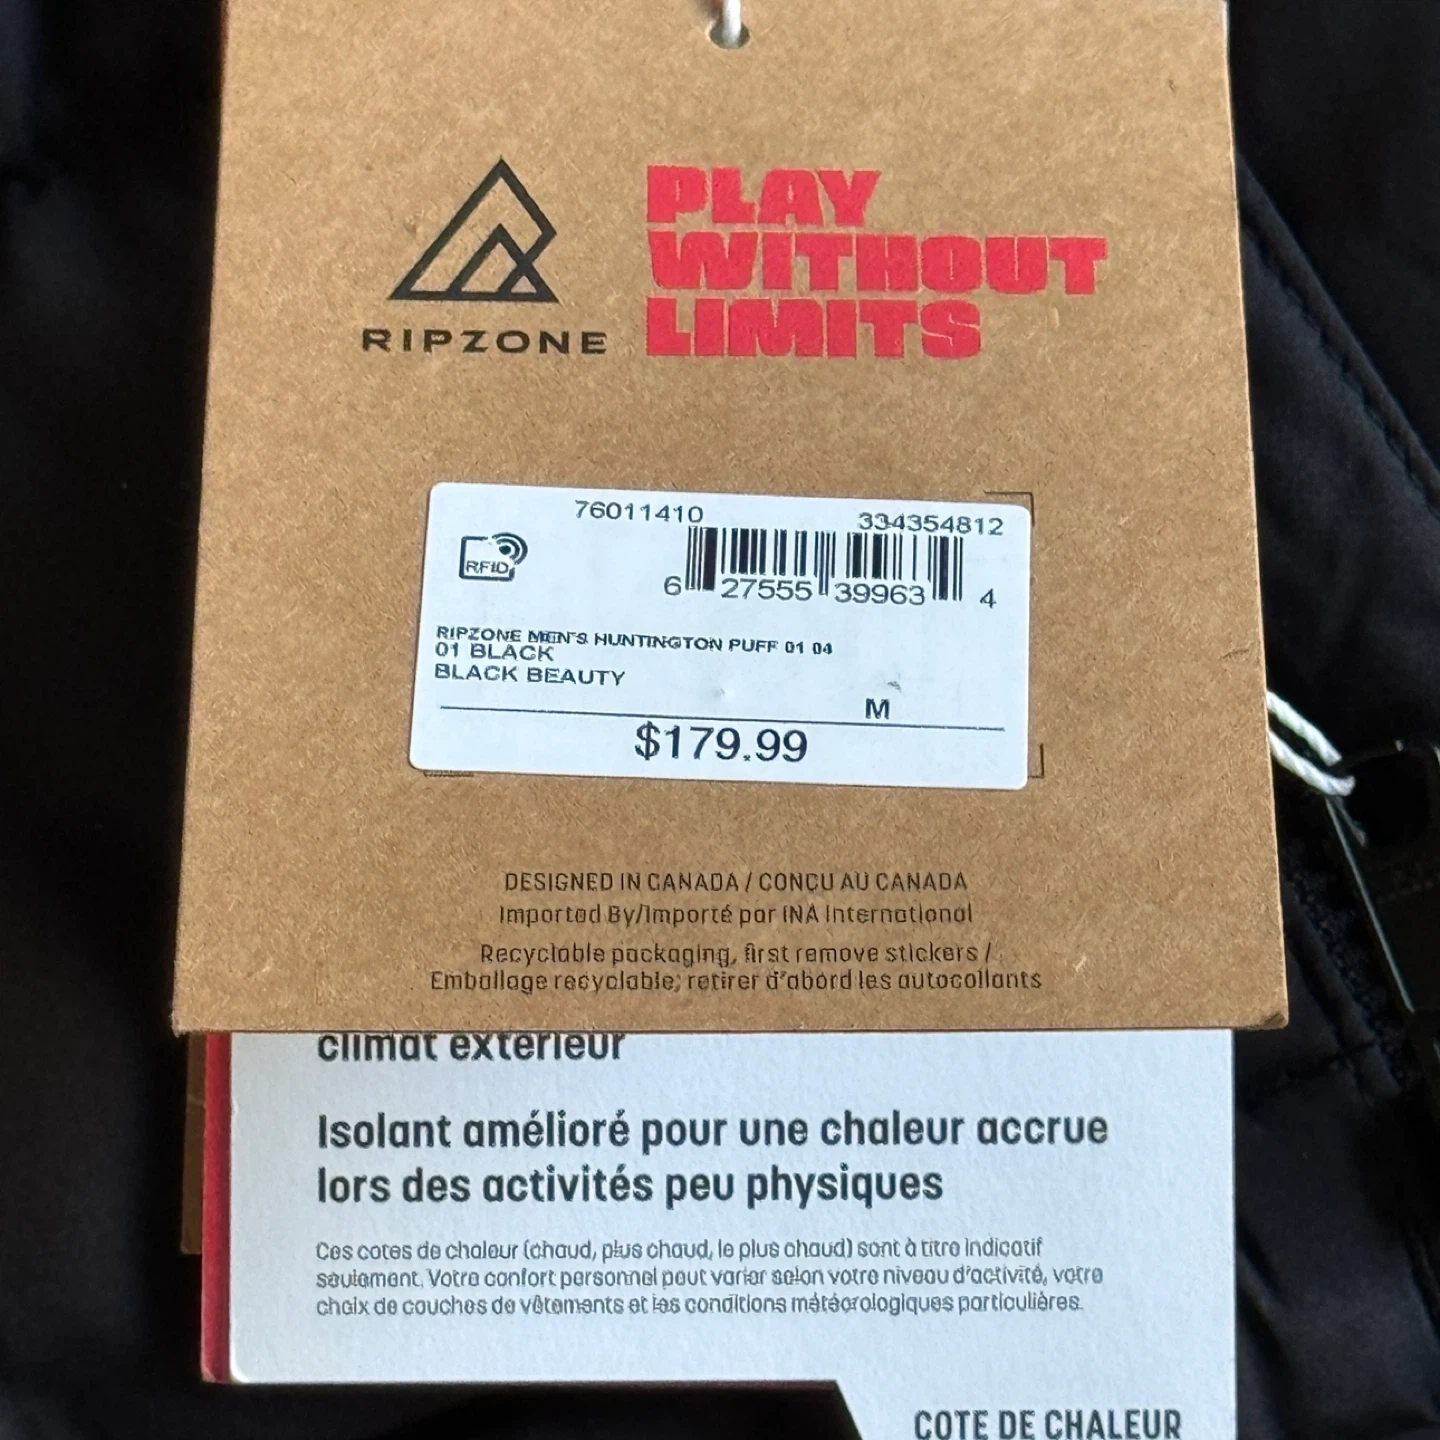 RIPZONE
PLAY
WITHOUT
LIMITS
76011410
334354812
RFID
6 27555 39963 4
RIPZONE MEN'S HUNTINGTON PUFF 01 04
01 BLACK
BLACK BEAUTY
M
$179.99
DESIGNED IN CANADA / CONÇU AU CANADA
Imported By/Importé par INA International
Recyclable packaging, first remove stickers /
Emballage recyclable; retirer d'abord les autocollants
climat extérieur
Isolant amélioré pour une chaleur accrue
lors des activités peu physiques
Ces cotes de chaleur (chaud, plus chaud, le plus chaud) sont à titre indicatif
seulement. Votre confort personnel peut varier selon votre niveau d'activité, votre
choix de couches de vêtements et les conditions météorologiques particulières.
COTE DE CHALEUR